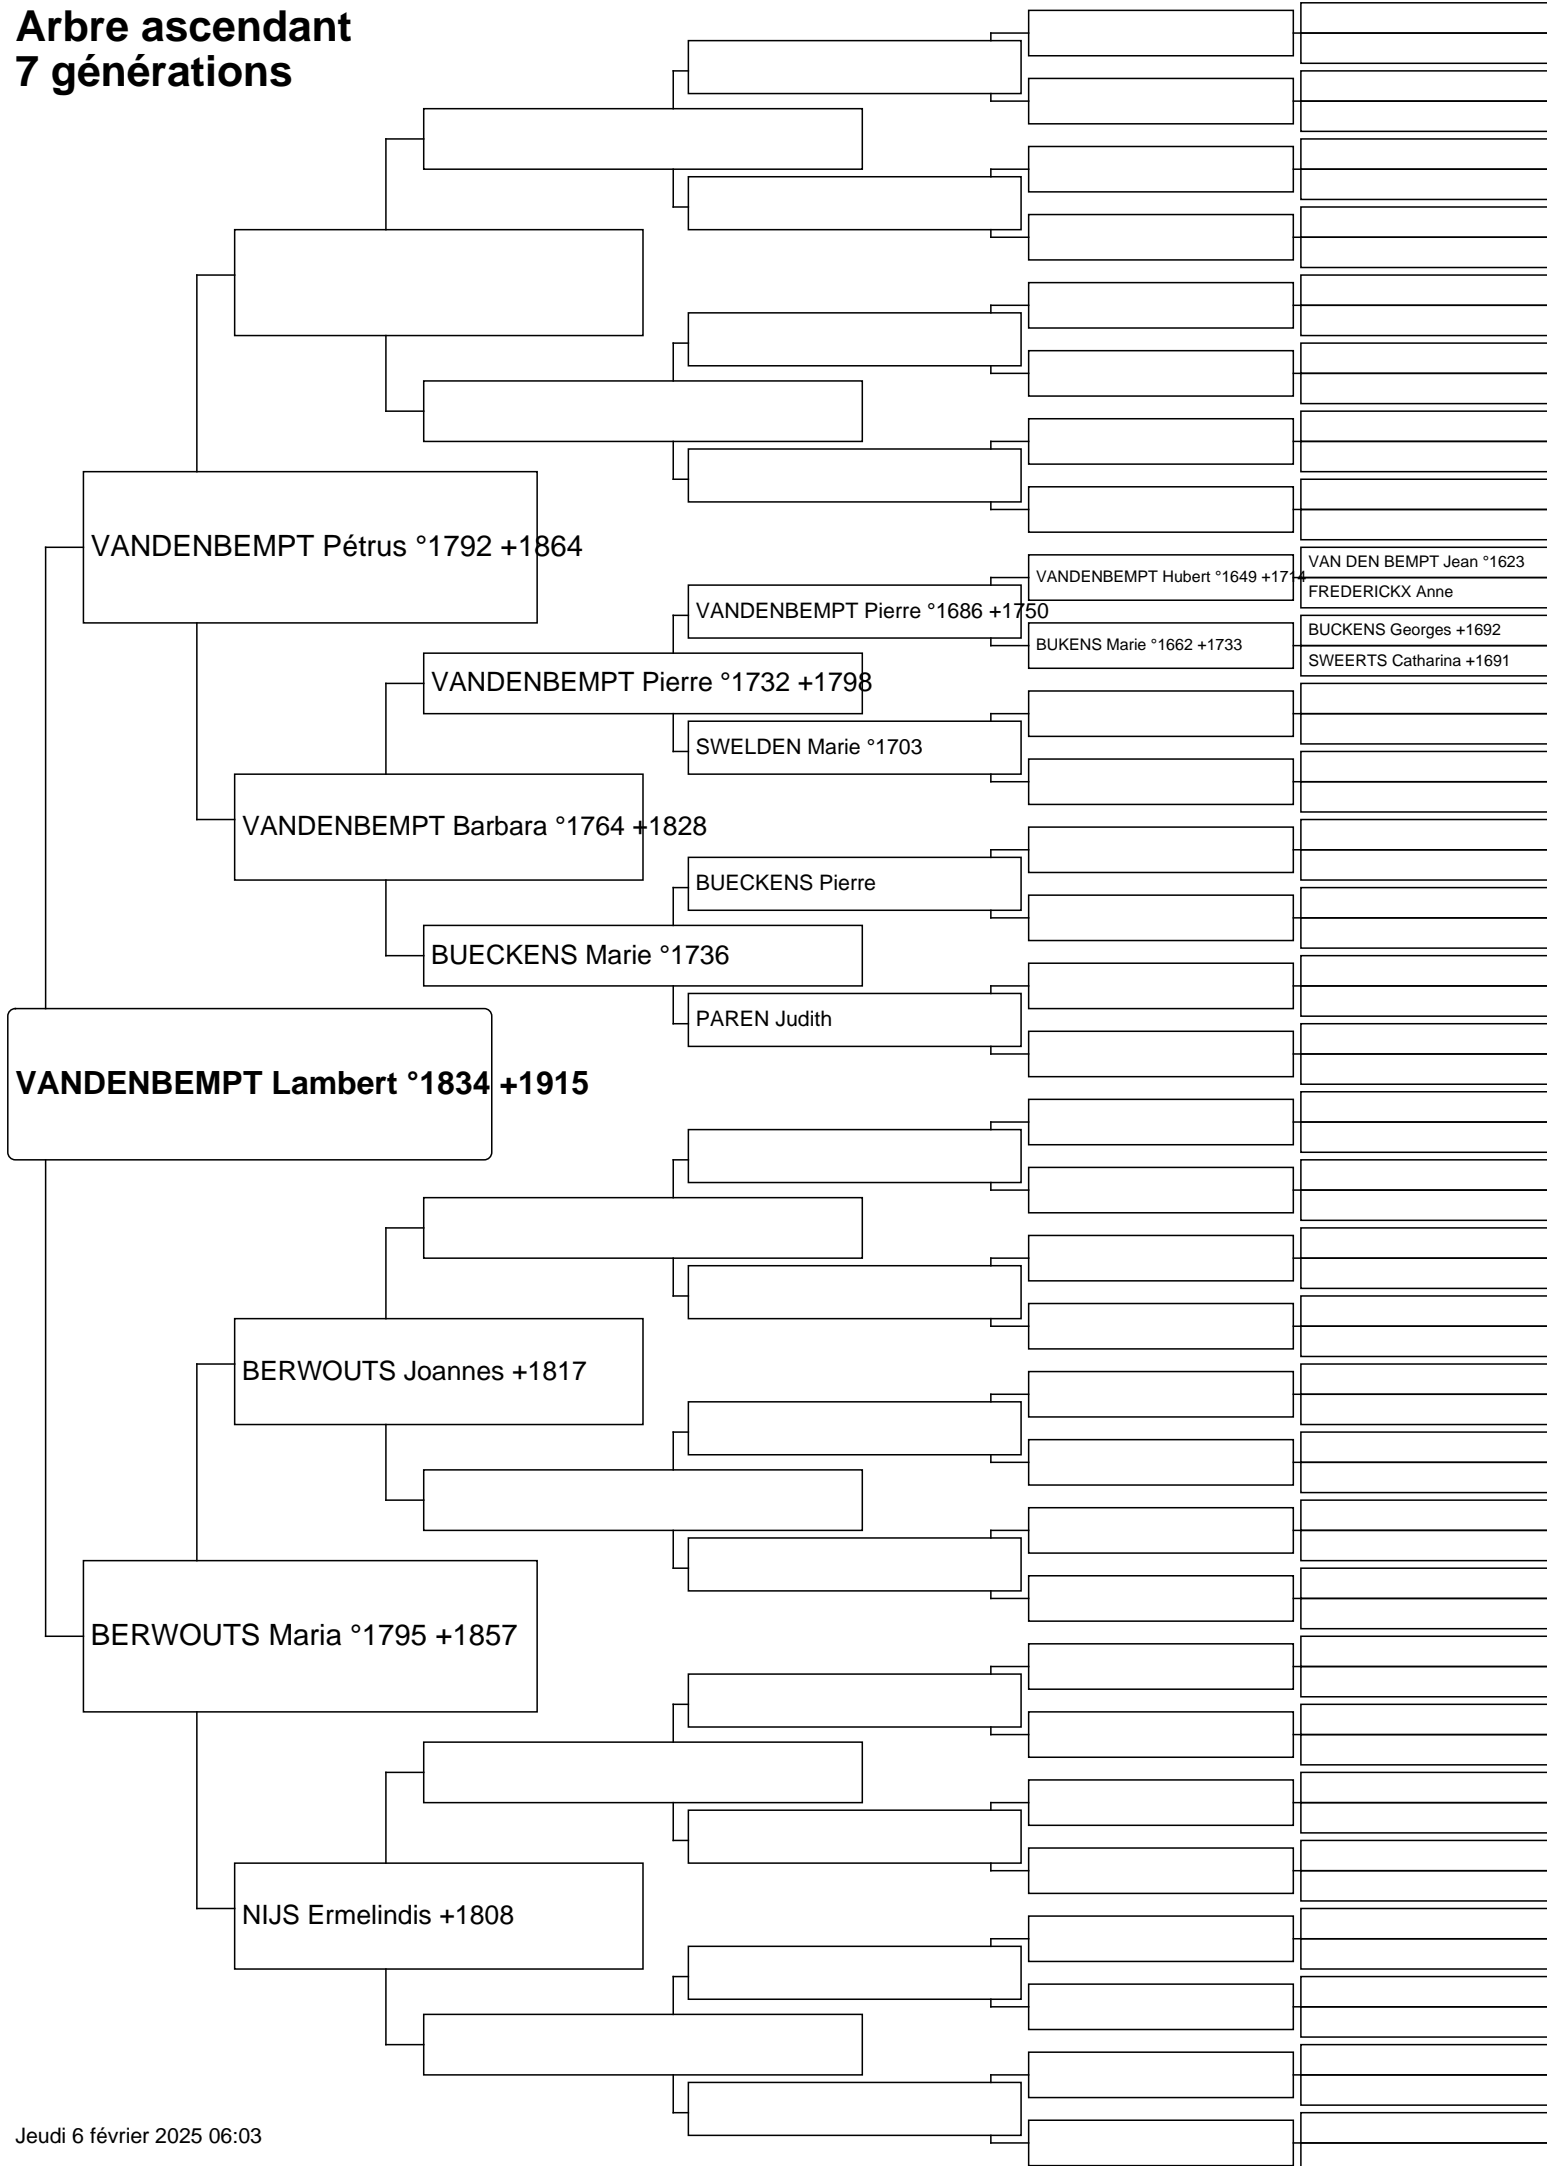 Arbre ascendant
7 générations
VANDENBEMPT Pétrus °1792 +1864
VANDENBEMPT Hubert °1649 +1714
VAN DEN BEMPT Jean °1623
FREDERICKX Anne
VANDENBEMPT Pierre °1686 +1750
BUKENS Marie °1662 +1733
BUCKENS Georges +1692
SWEERTS Catharina +1691
VANDENBEMPT Pierre °1732 +1798
SWELDEN Marie °1703
VANDENBEMPT Barbara °1764 +1828
BUECKENS Pierre
BUECKENS Marie °1736
PAREN Judith
VANDENBEMPT Lambert °1834 +1915
BERWOUTS Joannes +1817
BERWOUTS Maria °1795 +1857
NIJS Ermelindis +1808
Jeudi 6 février 2025 06:03